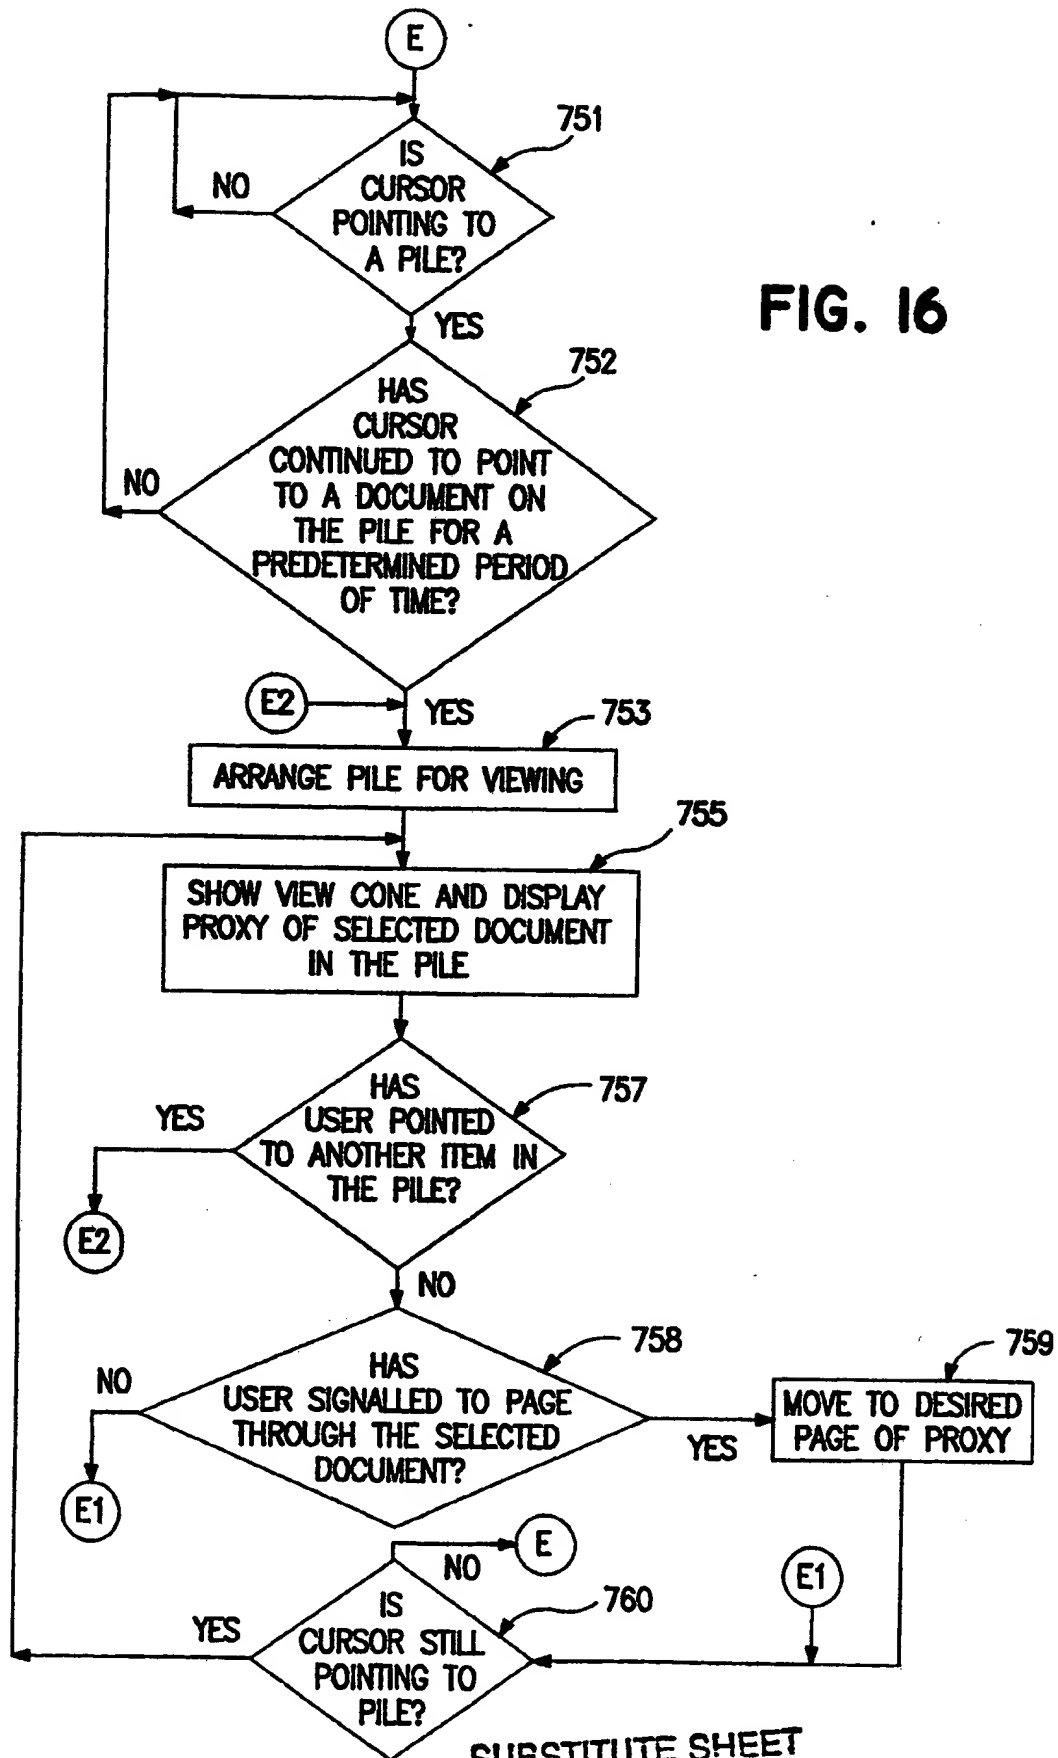 E
751
IS
CURSOR
POINTING TO
A PILE?
NO
YES
FIG. 16
752
HAS
CURSOR
CONTINUED TO POINT
TO A DOCUMENT ON
THE PILE FOR A
PREDETERMINED PERIOD
OF TIME?
NO
E2
YES
753
ARRANGE PILE FOR VIEWING
755
SHOW VIEW CONE AND DISPLAY
PROXY OF SELECTED DOCUMENT
IN THE PILE
757
HAS
USER POINTED
TO ANOTHER ITEM IN
THE PILE?
YES
E2
NO
758
HAS
USER SIGNALLED TO PAGE
THROUGH THE SELECTED
DOCUMENT?
NO
E1
YES
759
MOVE TO DESIRED
PAGE OF PROXY
E
NO
E1
760
IS
CURSOR STILL
POINTING TO
PILE?
YES
SUBSTITUTE SHEET